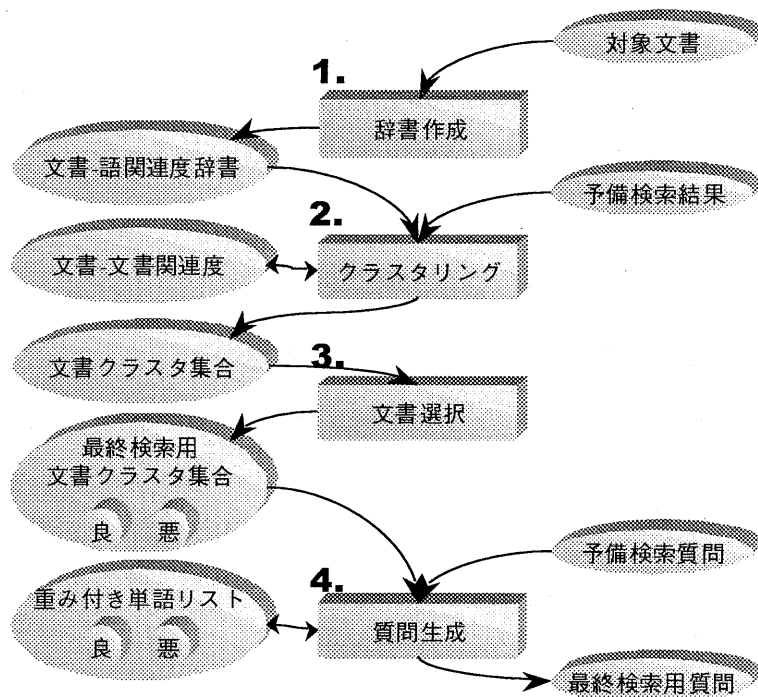 対象文書
1.
辞書作成
文書-語関連度辞書
予備検索結果
2.
文書-文書関連度
クラスタリング
文書クラスタ集合
3.
文書選択
最終検索用
文書クラスタ集合
良 悪
予備検索質問
4.
重み付き単語リスト
質問生成
良 悪
最終検索用質問